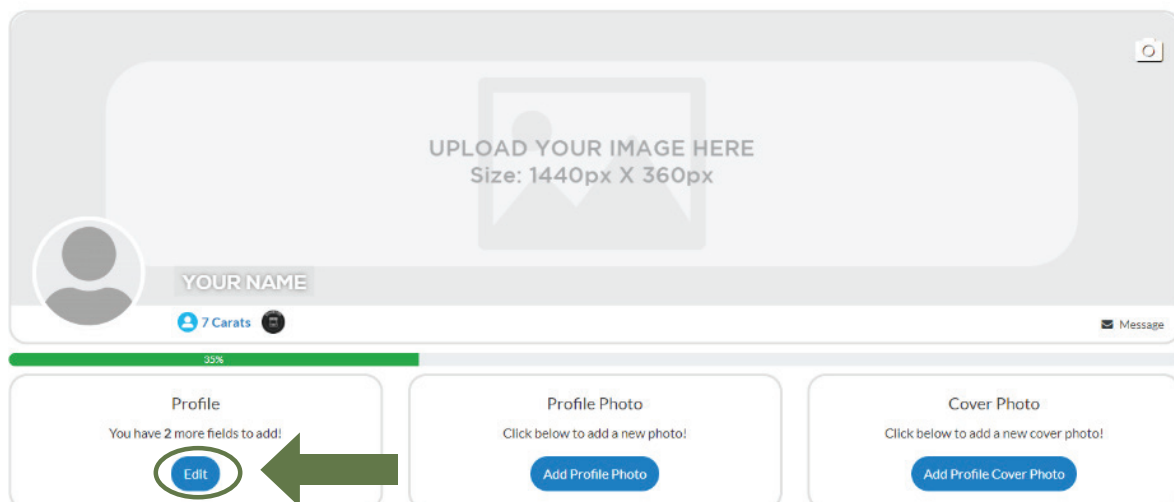 UPLOAD YOUR IMAGE HERE
Size: 1440px X 360px
YOUR NAME
7 Carats
Message
35%
Profile
You have 2 more fields to add!
Edit
Profile Photo
Click below to add a new photo!
Add Profile Photo
Cover Photo
Click below to add a new cover photo!
Add Profile Cover Photo